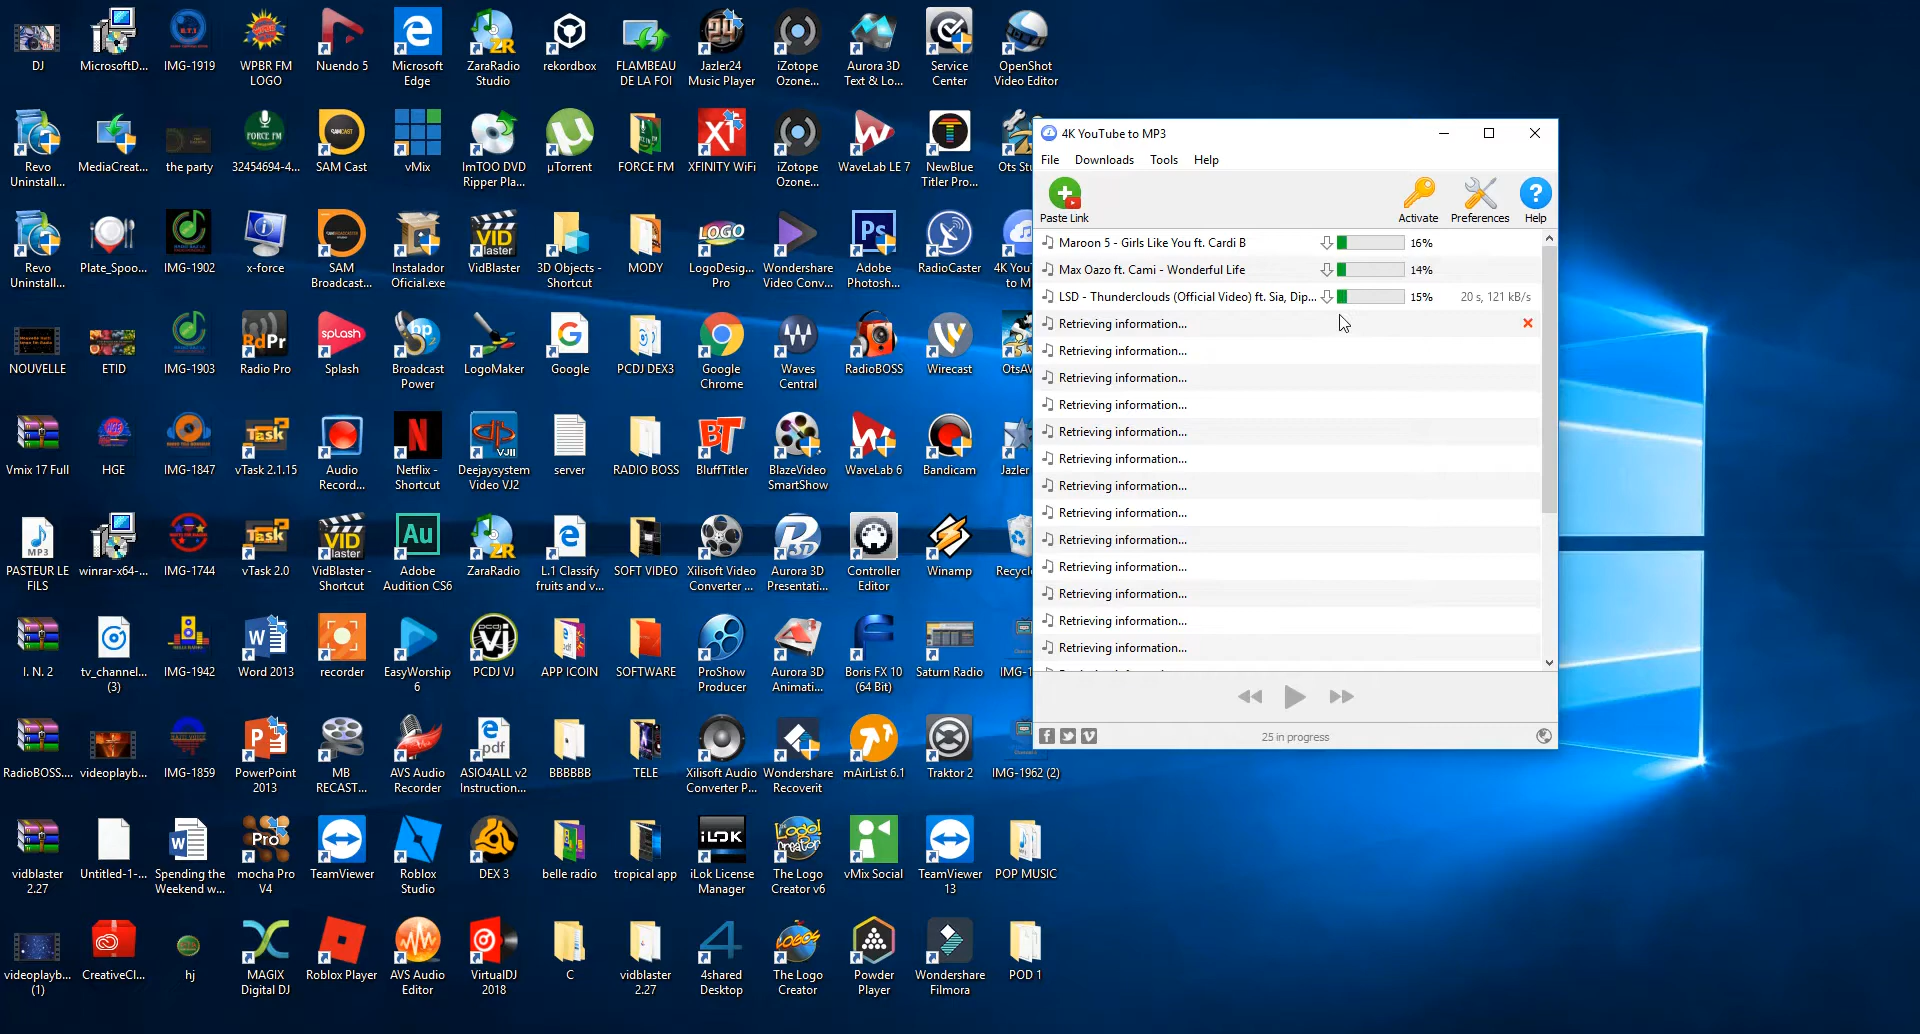 DJ
MicrosoftD...
IMG-1919
WPBR FM
LOGO
Nuendo 5
Microsoft
Edge
ZaraRadio
Studio
rekordbox
FLAMBEAU
DE LA FOI
Jazler24
Music Player
iZotope
Ozone...
Aurora 3D
Text & Lo...
Service
Center
OpenShot
Video Editor
Revo
Uninstall...
MediaCreat...
the party
32454694-4...
SAM Cast
vMix
ImTOO DVD
Ripper Pla...
µTorrent
FORCE FM
XFINITY WiFi
iZotope
Ozone...
WaveLab LE 7
NewBlue
Titler Pro...
Ots Stu
Revo
Uninstall...
Plate_Spoo...
IMG-1902
x-force
SAM
Broadcast...
Instalador
Oficial.exe
VidBlaster
3D Objects -
Shortcut
MODY
LogoDesig...
Pro
Wondershare
Video Conv...
Adobe
Photosh...
RadioCaster
4K You
to M
NOUVELLE
ETID
IMG-1903
Radio Pro
Splash
Broadcast
Power
LogoMaker
Google
PCDJ DEX3
Google
Chrome
Waves
Central
RadioBOSS
Wirecast
OtsAV
Vmix 17 Full
HGE
IMG-1847
vTask 2.1.15
Audio
Record...
Netflix -
Shortcut
Deejaysystem
Video VJ2
server
RADIO BOSS
BluffTitler
BlazeVideo
SmartShow
WaveLab 6
Bandicam
Jazler
PASTEUR LE
FILS
winrar-x64-...
IMG-1744
vTask 2.0
VidBlaster -
Shortcut
Adobe
Audition CS6
ZaraRadio
L.1 Classify
fruits and v...
SOFT VIDEO
Xilisoft Video
Converter ...
Aurora 3D
Presentati...
Controller
Editor
Winamp
Recycl
I. N. 2
tv_channel...
(3)
IMG-1942
Word 2013
recorder
EasyWorship
6
PCDJ VJ
APP ICOIN
SOFTWARE
ProShow
Producer
Aurora 3D
Animati...
Boris FX 10
(64 Bit)
Saturn Radio
IMG-1
RadioBOSS....
videoplayb...
IMG-1859
PowerPoint
2013
MB
RECAST...
AVS Audio
Recorder
ASIO4ALL v2
Instruction...
BBBBBB
TELE
Xilisoft Audio
Converter P...
Wondershare
Recoverit
mAirList 6.1
Traktor 2
IMG-1962 (2)
vidblaster
2.27
Untitled-1-...
Spending the
Weekend w...
mocha Pro
V4
TeamViewer
Roblox
Studio
DEX 3
belle radio
tropical app
iLok License
Manager
The Logo
Creator v6
vMix Social
TeamViewer
13
POP MUSIC
videoplayb...
(1)
CreativeCl...
hj
MAGIX
Digital DJ
Roblox Player
AVS Audio
Editor
VirtualDJ
2018
C
vidblaster
2.27
4shared
Desktop
The Logo
Creator
Powder
Player
Wondershare
Filmora
POD 1
4K YouTube to MP3
File Downloads Tools Help
Paste Link Activate Preferences Help
Maroon 5 - Girls Like You ft. Cardi B 16%
Max Oazo ft. Cami - Wonderful Life 14%
LSD - Thunderclouds (Official Video) ft. Sia, Dip... 15% 20 s, 121 kB/s
Retrieving information...
Retrieving information...
Retrieving information...
Retrieving information...
Retrieving information...
Retrieving information...
Retrieving information...
Retrieving information...
Retrieving information...
Retrieving information...
Retrieving information...
Retrieving information...
Retrieving information...
25 in progress